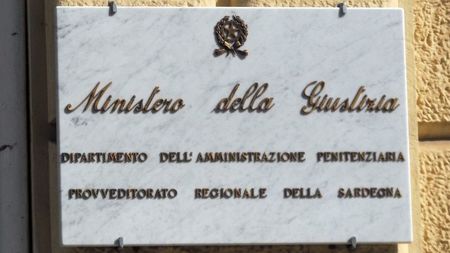 Ministero della Giustizia
DIPARTIMENTO DELL'AMMINISTRAZIONE PENITENZIARIA
PROVVEDITORATO REGIONALE DELLA SARDEGNA